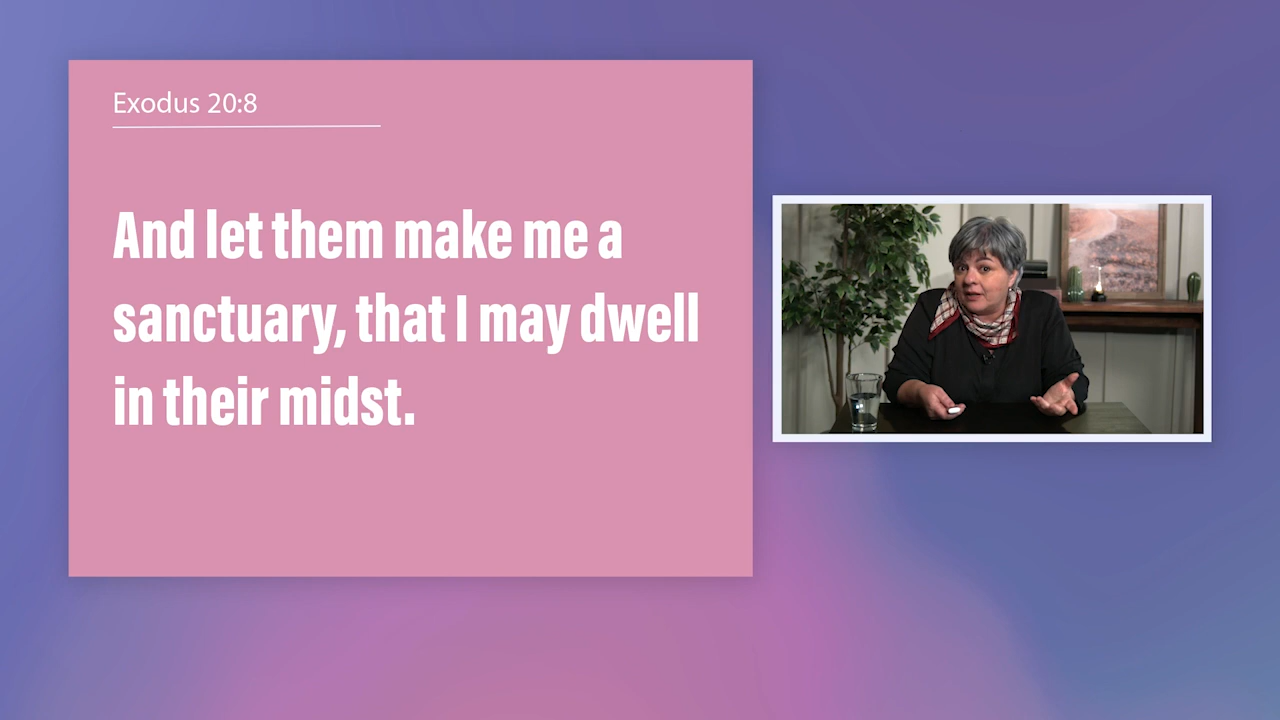 Exodus 20:8
And let them make me a
sanctuary, that I may dwell
in their midst.